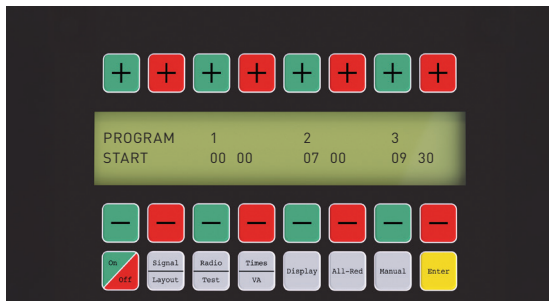 + + + + + + + +
PROGRAM 1 2 3
START 00 00 07 00 09 30
- - - - - - - -
On Off
Signal Layout
Radio Test
Times VA
Display
All-Red
Manual
Enter